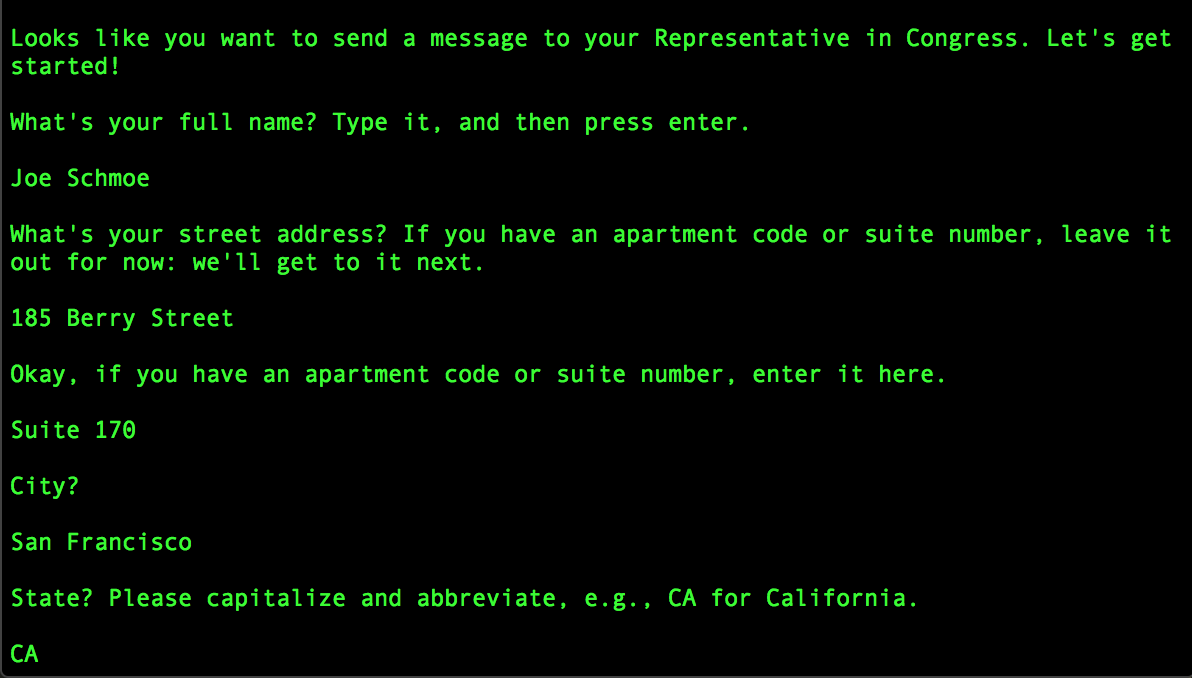 Looks like you want to send a message to your Representative in Congress. Let's get
started!
What's your full name? Type it, and then press enter.
Joe Schmoe
What's your street address? If you have an apartment code or suite number, leave it
out for now: we'll get to it next.
185 Berry Street
Okay, if you have an apartment code or suite number, enter it here.
Suite 170
City?
San Francisco
State? Please capitalize and abbreviate, e.g., CA for California.
CA